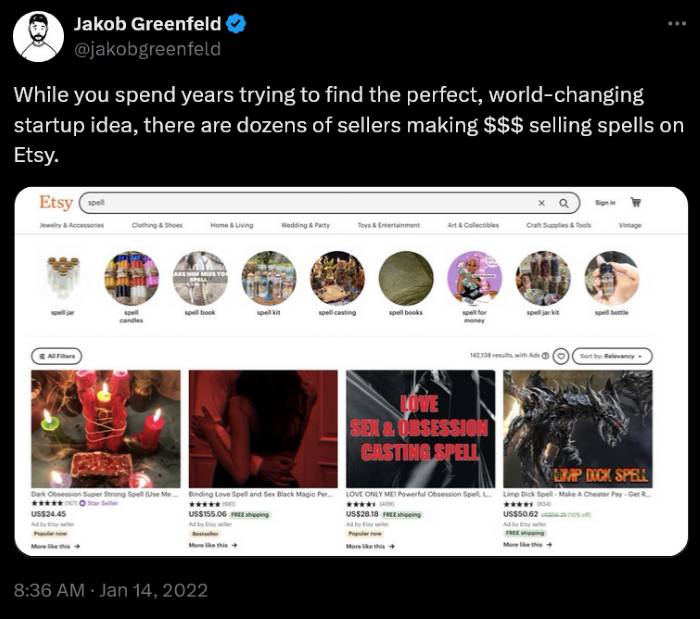 Jakob Greenfeld
@jakobgreenfeld
While you spend years trying to find the perfect, world-changing
startup idea, there are dozens of sellers making $$$ selling spells on
Etsy.
Etsy spell Sign in
Jewelry & Accessories Clothing & Shoes Home & Living Wedding & Party Toys & Entertainment Art & Collectibles Craft Supplies & Tools Vintage
MAKE HIM MISS YOU
SPELL
spell jar spell candles spell book spell kit spell casting spell books spell for money spell jar kit spell bottle
All Filters 142,138 results, with Ads Sort by: Relevancy
LOVE
SEX & OBSESSION
CASTING SPELL
LIMP DICK SPELL
Dark Obsession Super Strong Spell (Use Me ... Binding Love Spell and Sex Black Magic Per... LOVE ONLY ME! Powerful Obsession Spell, L... Limp Dick Spell - Make A Cheater Pay - Get R...
Star Seller (981) (409) (834)
US$24.45 US$155.06 FREE shipping US$28.18 FREE shipping US$50.62 (10% off)
Ad by Etsy seller Ad by Etsy seller Ad by Etsy seller Ad by Etsy seller
Popular now Bestseller Popular now FREE shipping
More like this → More like this → More like this → More like this →
8:36 AM · Jan 14, 2022